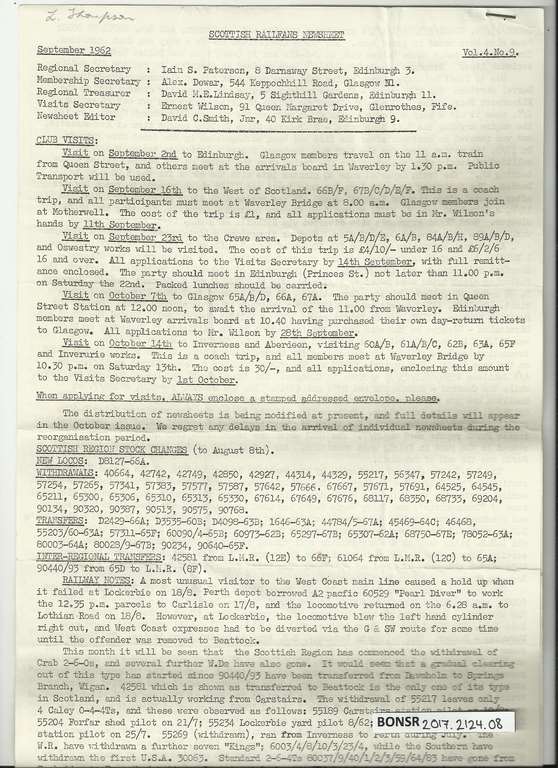 L. Thompson
SCOTTISH RAILFANS NEWSHEET
September 1962 Vol.4.No.9.
Regional Secretary : Iain S. Paterson, 8 Darnaway Street, Edinburgh 3.
Membership Secretary : Alex. Dewar, 544 Keppochhill Road, Glasgow N1.
Regional Treasurer : David M.E.Lindsay, 5 Sighthill Gardens, Edinburgh 11.
Visits Secretary : Ernest Wilson, 91 Queen Margaret Drive, Glenrothes, Fife.
Newsheet Editor : David C.Smith, Jnr, 40 Kirk Brae, Edinburgh 9.
CLUB VISITS:
Visit on September 2nd to Edinburgh. Glasgow members travel on the 11 a.m. train
from Queen Street, and others meet at the arrivals board in Waverley by 1.30 p.m. Public
Transport will be used.
Visit on September 16th to the West of Scotland. 66B/F, 67B/C/D/E/F. This is a coach
trip, and all participants must meet at Waverley Bridge at 8.00 a.m. Glasgow members join
at Motherwell. The cost of the trip is £1, and all applications must be in Mr. Wilson's
hands by 11th September.
Visit on September 23rd to the Crewe area. Depots at 5A/B/D/E, 6A/B, 84A/B/H, 89A/B/D,
and Oswestry works will be visited. The cost of this trip is £4/10/- under 16 and £6/2/6
16 and over. All applications to the Visits Secretary by 14th September, with full remitt-
ance enclosed. The party should meet in Edinburgh (Princes St.) not later than 11.00 p.m.
on Saturday the 22nd. Packed lunches should be carried.
Visit on October 7th to Glasgow 65A/B/D, 66A, 67A. The party should meet in Queen
Street Station at 12.00 noon, to await the arrival of the 11.00 from Waverley. Edinburgh
members meet at Waverley arrivals board at 10.40 having purchased their own day-return tickets
to Glasgow. All applications to Mr. Wilson by 28th September.
Visit on October 14th to Inverness and Aberdeen, visiting 60A/B, 61A/B/C, 62B, 63A, 65F
and Inverurie works. This is a coach trip, and all members meet at Waverley Bridge by
10.30 p.m. on Saturday 13th. The cost is 30/-, and all applications, enclosing this amount
to the Visits Secretary by 1st October.
When applying for visits, ALWAYS enclose a stamped addressed envelope, please.
The distribution of newsheets is being modified at present, and full details will appear
in the October issue. We regret any delays in the arrival of individual newsheets during the
reorganisation period.
SCOTTISH REGION STOCK CHANGES (to August 8th).
NEW LOCOS: D8127-66A.
WITHDRAWALS: 40664, 42742, 42749, 42850, 42927, 44314, 44329, 55217, 56347, 57242, 57249,
57254, 57265, 57341, 57383, 57577, 57587, 57642, 57666, 67667, 57671, 57691, 64525, 64545,
65211, 65300, 65306, 65310, 65313, 65330, 67614, 67649, 67676, 68117, 68350, 68733, 69204,
90134, 90320, 90387, 90513, 90575, 90768.
TRANSFERS: D2429-66A; D3535-60B; D4098-63B; 1646-63A; 44784/5-67A; 45469-64C; 46468,
55203/60-63A; 57311-65F; 60090/4-65B; 60973-62B; 65297-67B; 65307-62A; 68750-67B; 78052-63A;
80003-64A; 80028/9-67B; 90234, 90640-65F.
INTER-REGIONAL TRANSFERS: 42581 from L.M.R. (12E) to 66F; 61064 from L.M.R. (12C) to 65A;
90440/93 from 65D to L.M.R. (8F).
RAILWAY NOTES: A most unusual visitor to the West Coast main line caused a hold up when
it failed at Lockerbie on 18/8. Perth depot borrowed A2 pacfic 60529 "Pearl Diver" to work
the 12.35 p.m. parcels to Carlisle on 17/8, and the locomotive returned on the 6.28 a.m. to
Lothian Road on 18/8. However, at Lockerbie, the locomotive blew the left hand cylinder
right out, and West Coast expresses had to be diverted via the G & SW route for some time
until the offender was removed to Beattock.
This month it will be seen that the Scottish Region has commenced the withdrawal of
Crab 2-6-0s, and several further W.Ds have also gone. It would seem that a gradual clearing
out of this type has started since 90440/93 have been transferred from Dawsholm to Springs
Branch, Wigan. 42581 which is shown as transferred to Beattock is the only one of its type
in Scotland, and is actually working from Carstairs. The withdrawal of 55217 leaves only
4 Caley 0-4-4Ts, and these were observed as follows: 55189 Carstairs station pilot
55204 Forfar shed pilot on 21/7; 55234 Lockerbie yard pilot 8/62;
station pilot on 25/7. 55269 (withdrawn), ran from Inverness to Perth during July. The
W.R. have withdrawn a further seven "Kings"; 6003/4/8/10/3/23/4, while the Southern have
withdrawn the first U.S.A. 30063. Standard 2-6-4Ts 80037/9/40/1/2/3/59/64/83 have gone from
BONSR 2017.2124.08